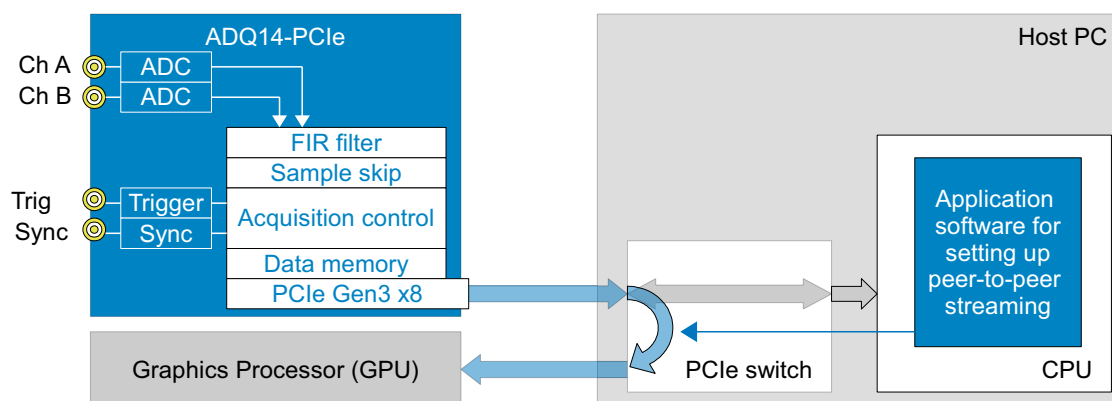 ADQ14-PCIe
Host PC
Ch A
ADC
Ch B
ADC
FIR filter
Sample skip
Trig
Trigger
Acquisition control
Sync
Sync
Data memory
PCIe Gen3 x8
Application
software for
setting up
peer-to-peer
streaming
Graphics Processor (GPU)
PCIe switch
CPU